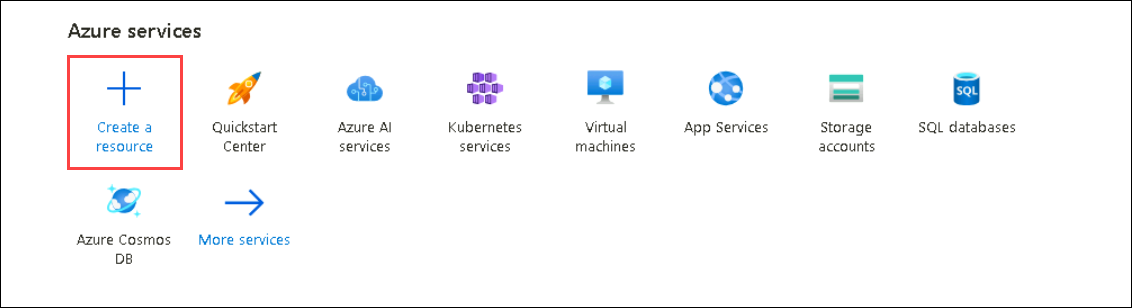 Azure services
Create a
resource
Quickstart
Center
Azure AI
services
Kubernetes
services
Virtual
machines
App Services
Storage
accounts
SQL
SQL databases
Azure Cosmos
DB
More services